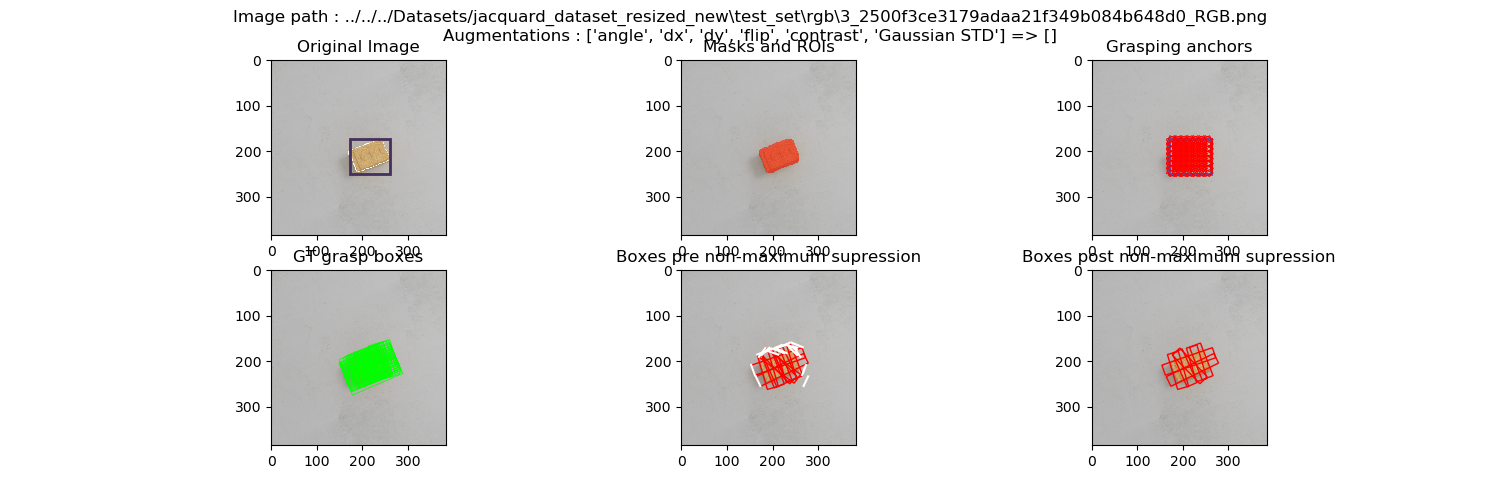 Image path : ../../../Datasets/jacquard_dataset_resized_new\test_set\rgb\3_2500f3ce3179adaa21f349b084b648d0_RGB.png
Augmentations : ['angle', 'dx', 'dy', 'flip', 'contrast', 'Gaussian STD'] => []
Original Image
0
100
200
300
0 100 200 300
Masks and ROIs
0
100
200
300
0 100 200 300
Grasping anchors
0
100
200
300
0 100 200 300
GT grasp boxes
0
100
200
300
0 100 200 300
Boxes pre non-maximum supression
0
100
200
300
0 100 200 300
Boxes post non-maximum supression
0
100
200
300
0 100 200 300